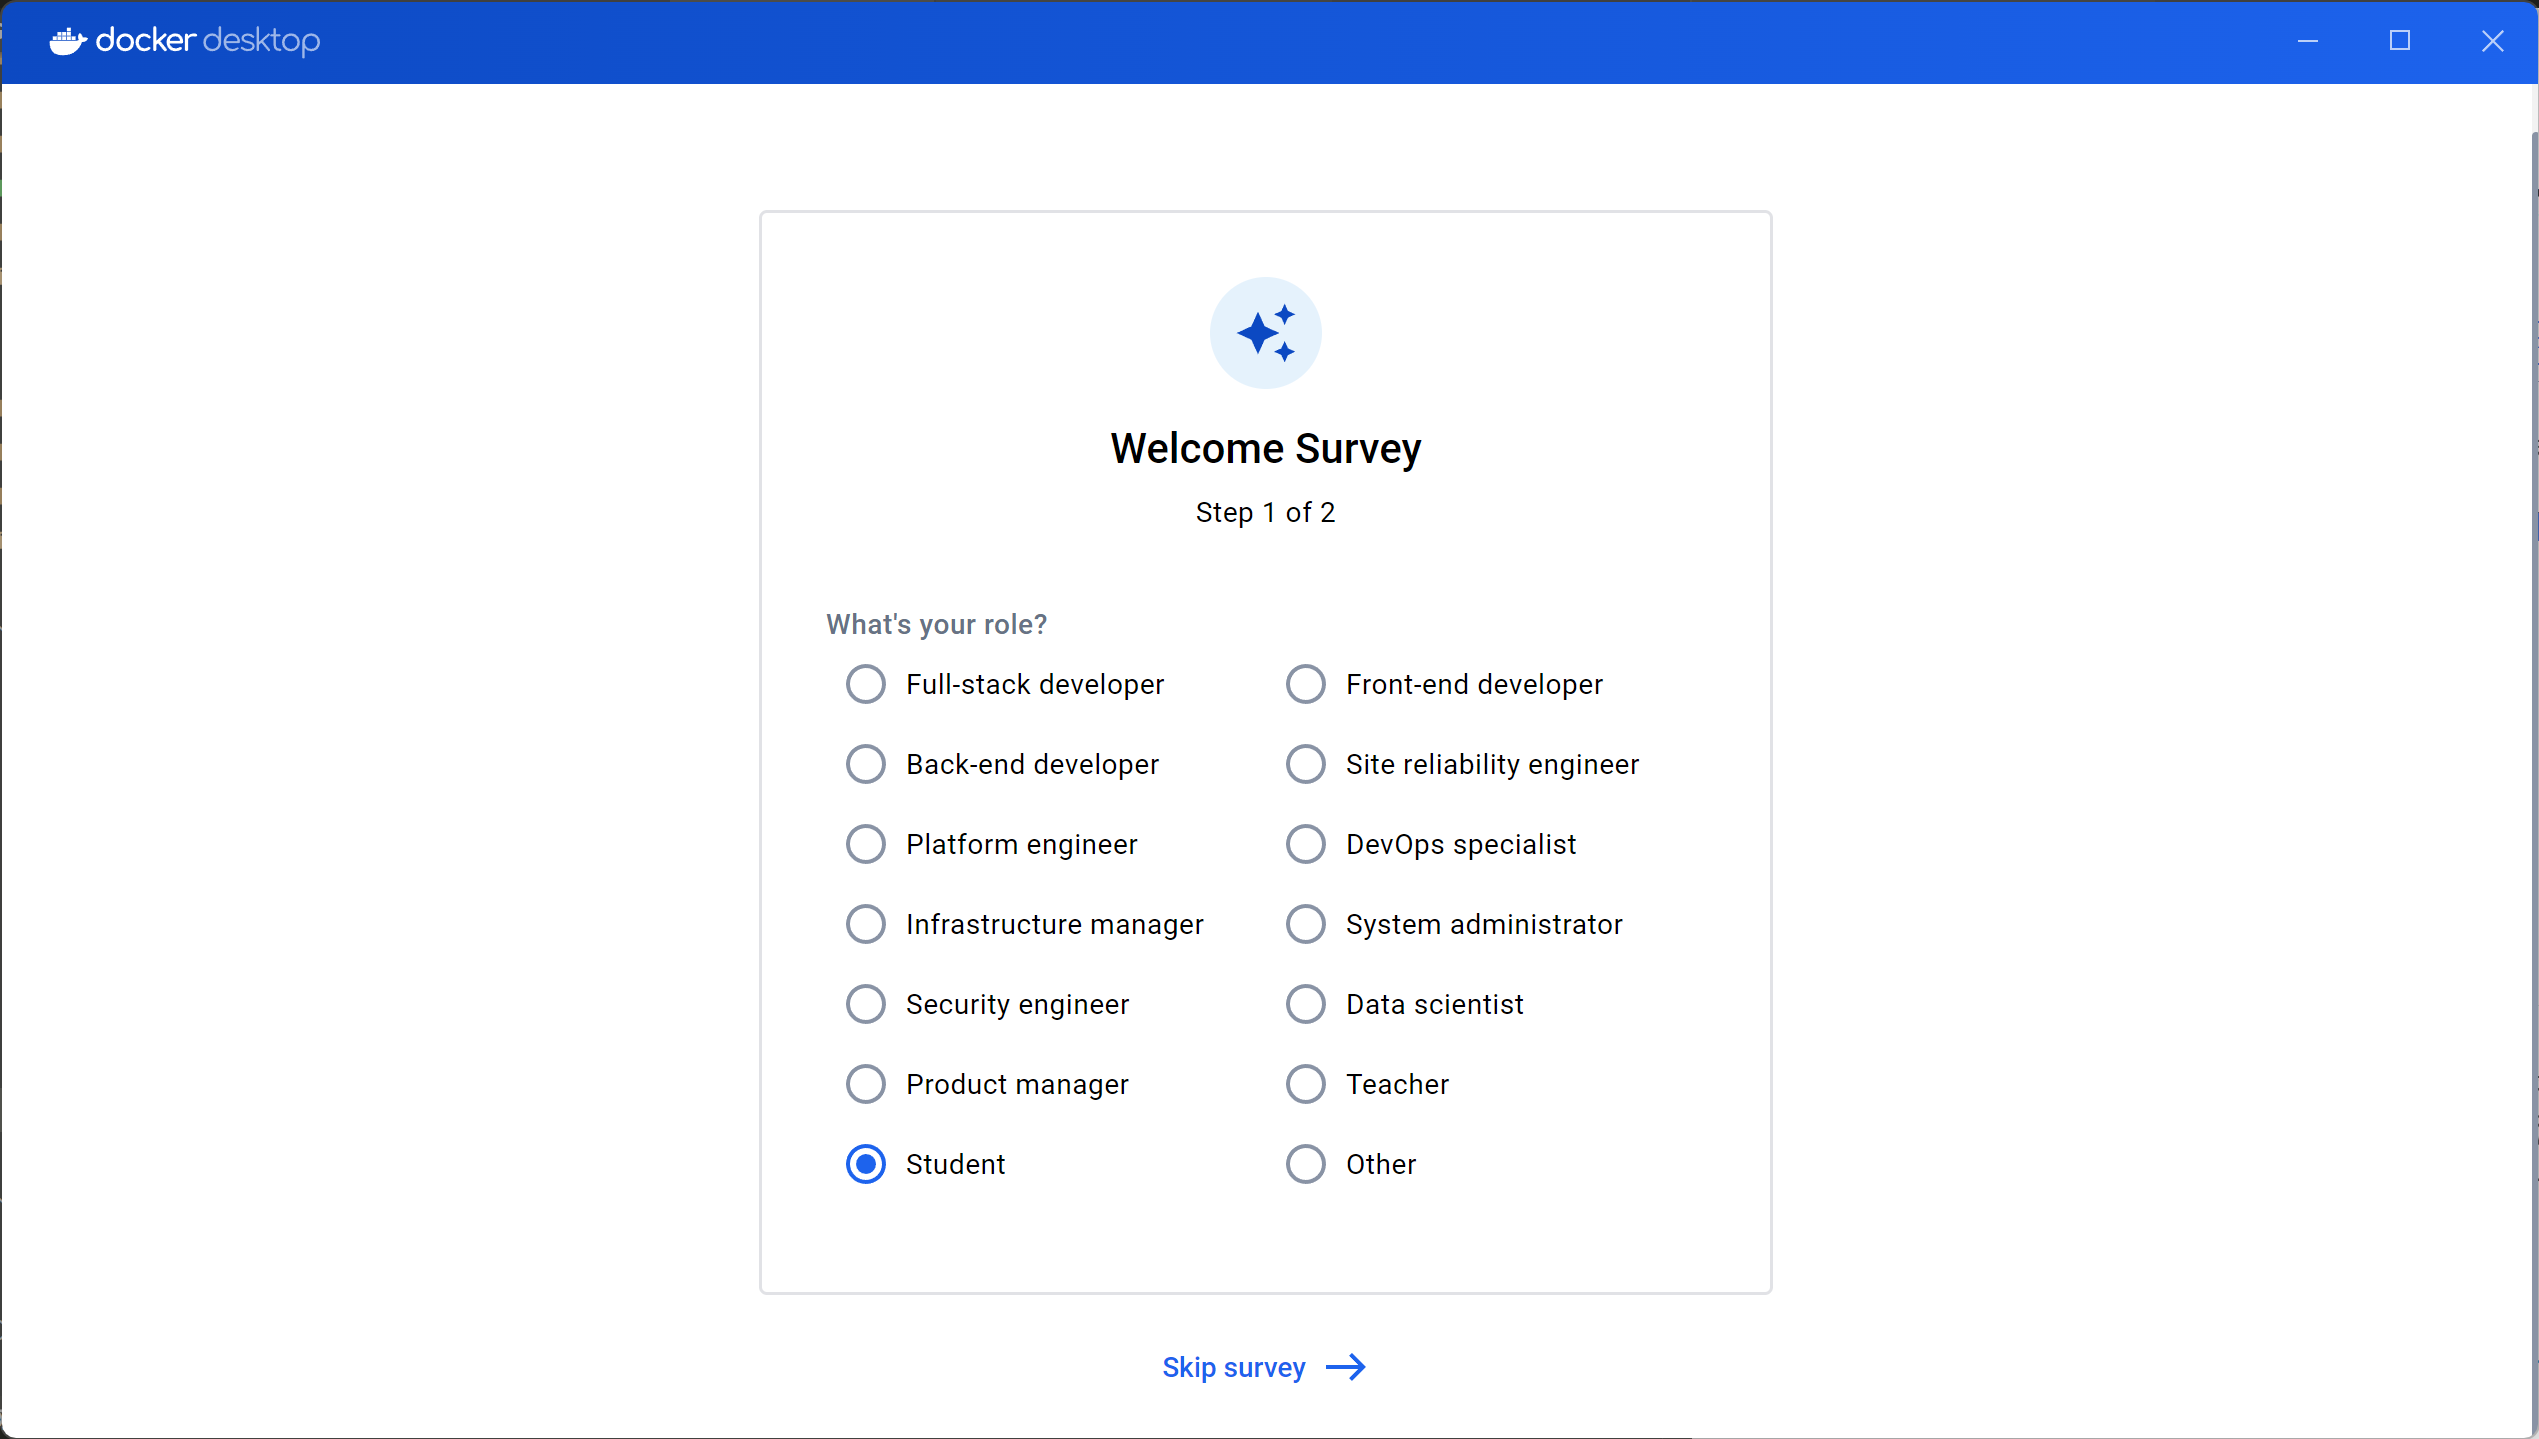 docker desktop
Welcome Survey
Step 1 of 2
What's your role?
Full-stack developer
Front-end developer
Back-end developer
Site reliability engineer
Platform engineer
DevOps specialist
Infrastructure manager
System administrator
Security engineer
Data scientist
Product manager
Teacher
Student
Other
Skip survey